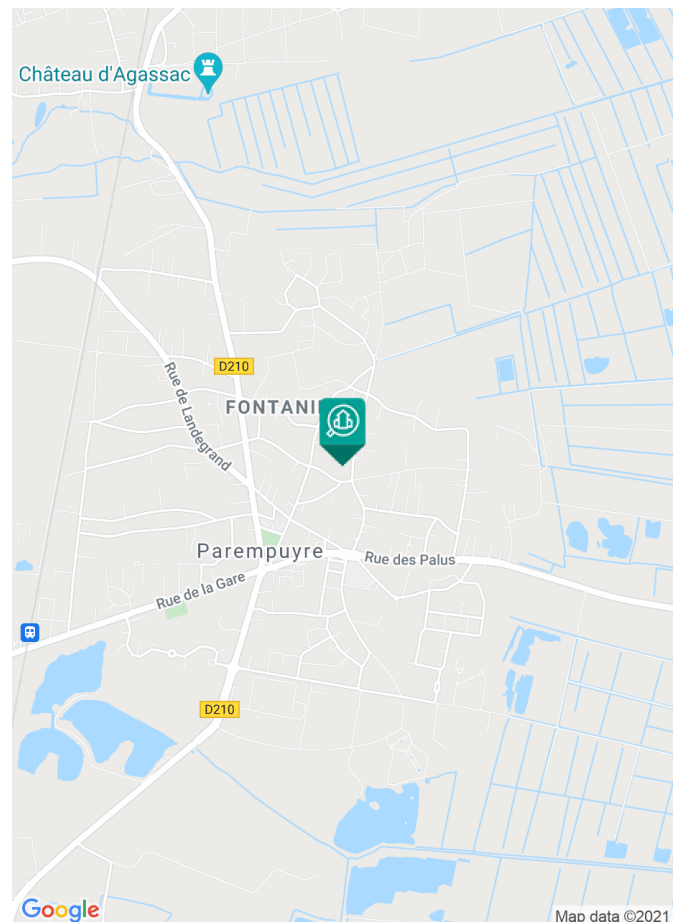 Château d'Agassac
D210
Rue de Landegrand
FONTANI
Parempuyre
Rue des Palus
Rue de la Gare
D210
Google
Map data ©2021